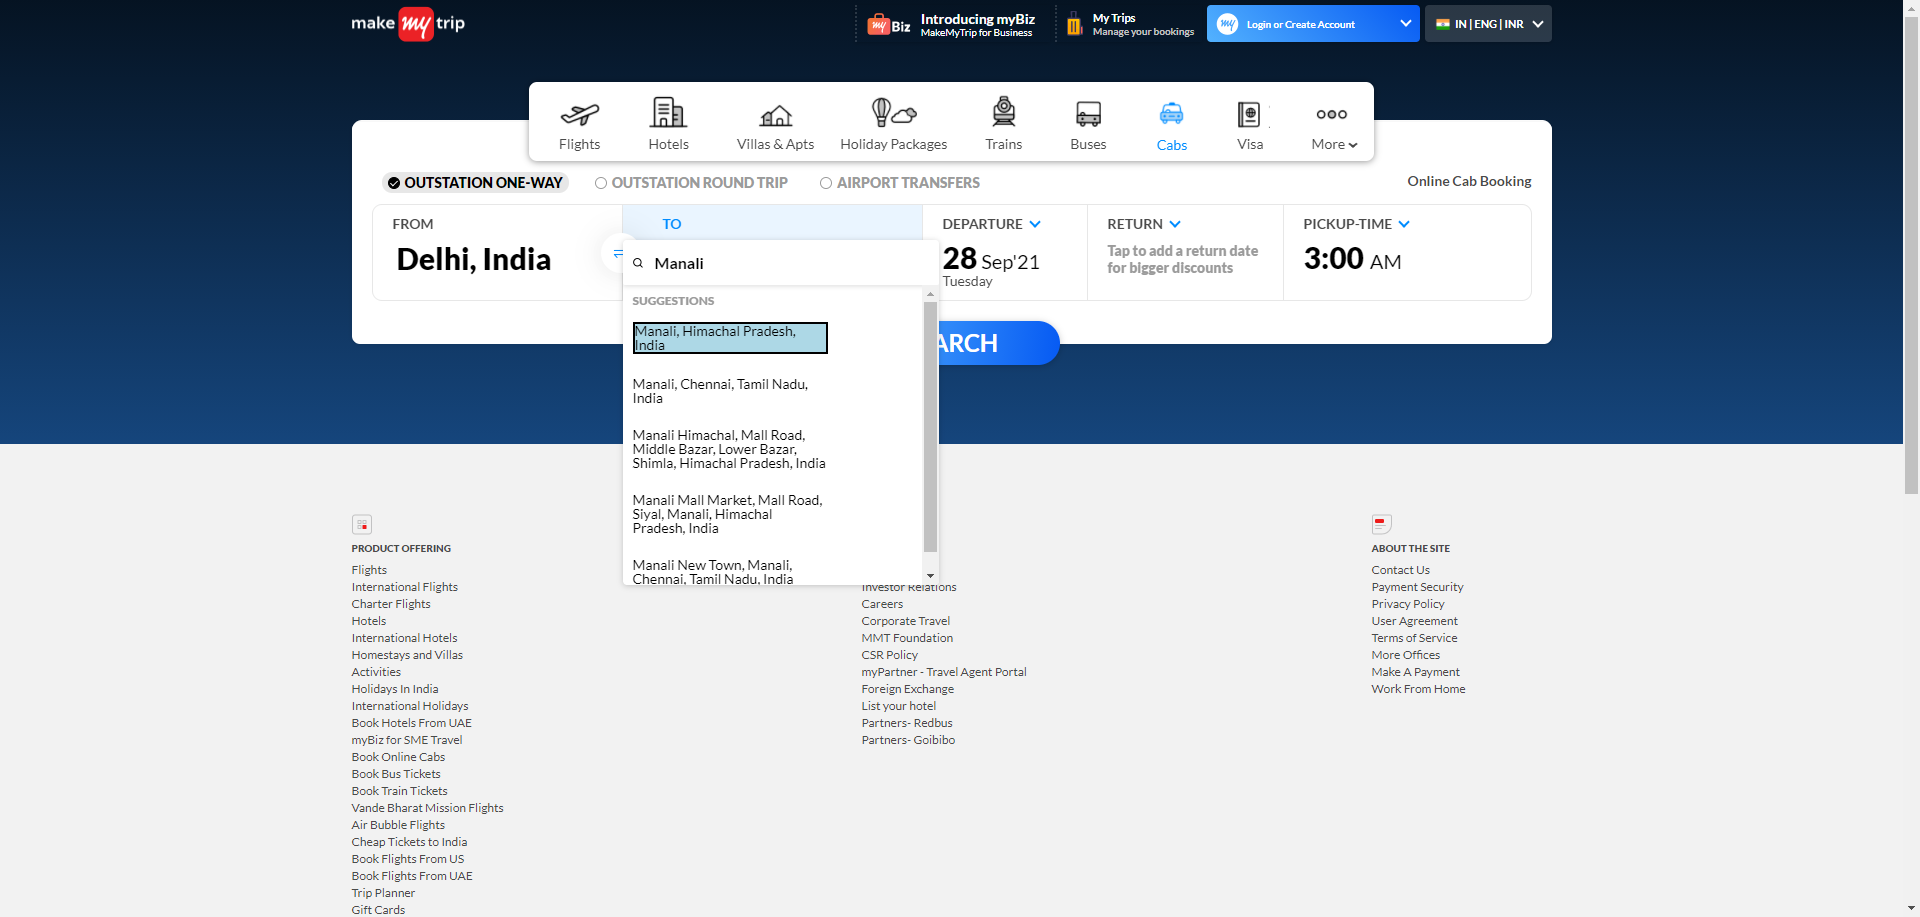 make my trip
my Biz
Introducing myBiz
MakeMyTrip for Business
My Trips
Manage your bookings
my
Login or Create Account
IN | ENG | INR
Flights
Hotels
Villas & Apts
Holiday Packages
Trains
Buses
Cabs
Visa
More
OUTSTATION ONE-WAY
OUTSTATION ROUND TRIP
AIRPORT TRANSFERS
Online Cab Booking
FROM
Delhi, India
TO
Manali
DEPARTURE
28 Sep'21
Tuesday
RETURN
Tap to add a return date
for bigger discounts
PICKUP-TIME
3:00 AM
SUGGESTIONS
Manali, Himachal Pradesh,
India
Manali, Chennai, Tamil Nadu,
India
Manali Himachal, Mall Road,
Middle Bazar, Lower Bazar,
Shimla, Himachal Pradesh, India
Manali Mall Market, Mall Road,
Siyal, Manali, Himachal
Pradesh, India
Manali New Town, Manali,
Chennai, Tamil Nadu, India
ARCH
PRODUCT OFFERING
Flights
International Flights
Charter Flights
Hotels
International Hotels
Homestays and Villas
Activities
Holidays In India
International Holidays
Book Hotels From UAE
myBiz for SME Travel
Book Online Cabs
Book Bus Tickets
Book Train Tickets
Vande Bharat Mission Flights
Air Bubble Flights
Cheap Tickets to India
Book Flights From US
Book Flights From UAE
Trip Planner
Gift Cards
Investor Relations
Careers
Corporate Travel
MMT Foundation
CSR Policy
myPartner - Travel Agent Portal
Foreign Exchange
List your hotel
Partners- Redbus
Partners- Goibibo
ABOUT THE SITE
Contact Us
Payment Security
Privacy Policy
User Agreement
Terms of Service
More Offices
Make A Payment
Work From Home